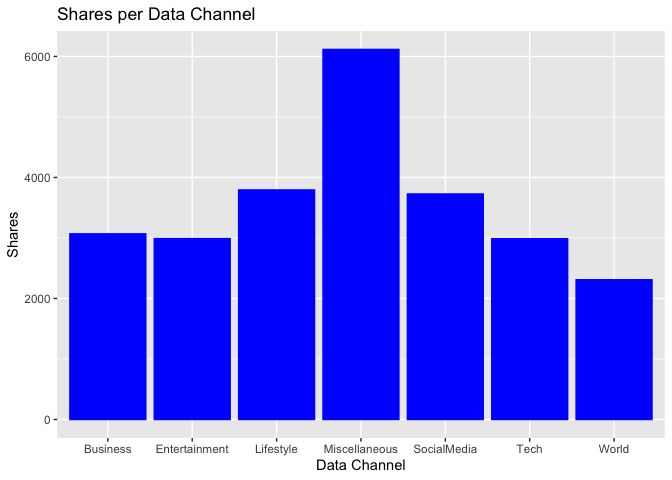 Shares per Data Channel
Shares
6000
4000
2000
0
Business Entertainment Lifestyle Miscellaneous SocialMedia Tech World
Data Channel